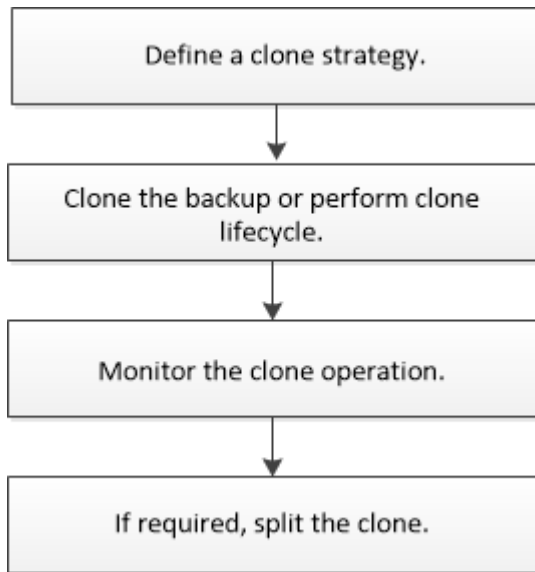 Define a clone strategy.
Clone the backup or perform clone
lifecycle.
Monitor the clone operation.
If required, split the clone.